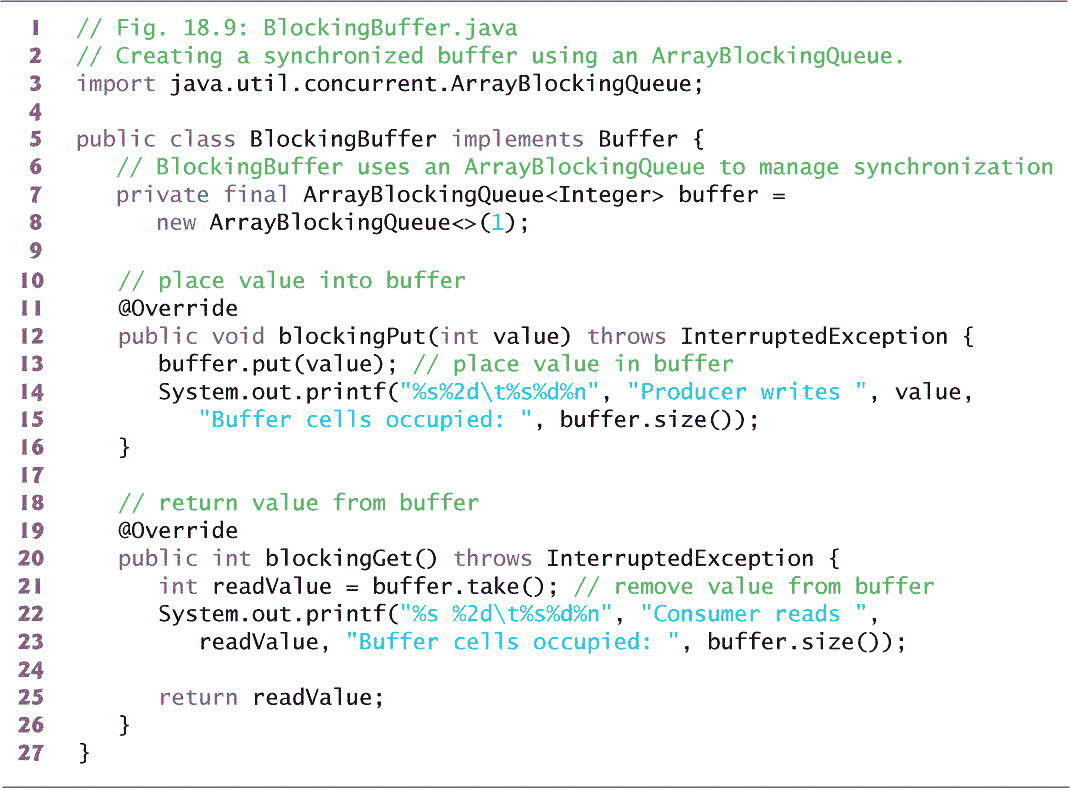 1 // Fig. 18.9: BlockingBuffer.java
2 // Creating a synchronized buffer using an ArrayBlockingQueue.
3 import java.util.concurrent.ArrayBlockingQueue;
4
5 public class BlockingBuffer implements Buffer {
6 // BlockingBuffer uses an ArrayBlockingQueue to manage synchronization
7 private final ArrayBlockingQueue<Integer> buffer =
8 new ArrayBlockingQueue<>(1);
9
10 // place value into buffer
11 @Override
12 public void blockingPut(int value) throws InterruptedException {
13 buffer.put(value); // place value in buffer
14 System.out.printf("%s%2d\t%s%d%n", "Producer writes ", value,
15 "Buffer cells occupied: ", buffer.size());
16 }
17
18 // return value from buffer
19 @Override
20 public int blockingGet() throws InterruptedException {
21 int readValue = buffer.take(); // remove value from buffer
22 System.out.printf("%s %2d\t%s%d%n", "Consumer reads ",
23 readValue, "Buffer cells occupied: ", buffer.size());
24
25 return readValue;
26 }
27 }